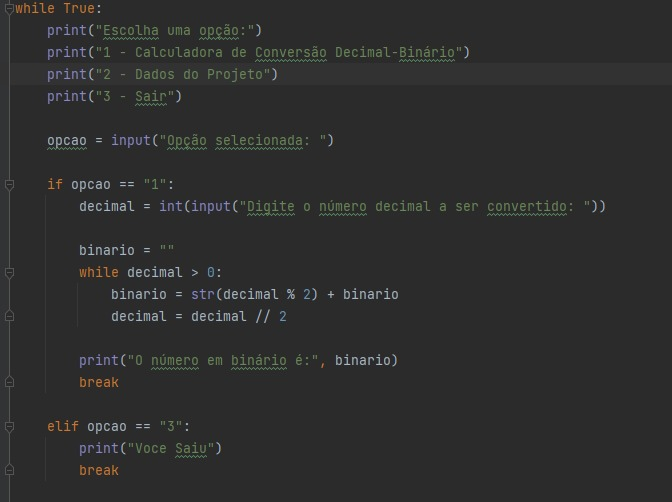 while True:
    print("Escolha uma opção:")
    print("1 - Calculadora de Conversão Decimal-Binário")
    print("2 - Dados do Projeto")
    print("3 - Sair")
    opcao = input("Opção selecionada: ")
    if opcao == "1":
        decimal = int(input("Digite o número decimal a ser convertido: "))
        binario = ""
        while decimal > 0:
            binario = str(decimal % 2) + binario
            decimal = decimal // 2
        print("O número em binário é:", binario)
        break
    elif opcao == "3":
        print("Voce Saiu")
        break